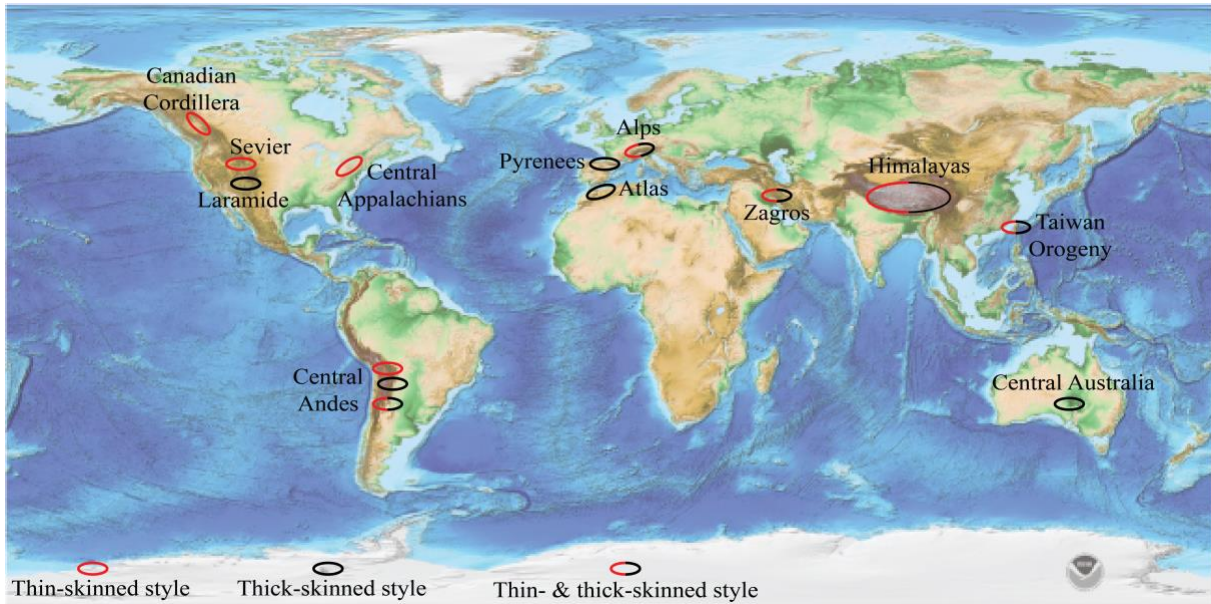 Canadian
Cordillera
Sevier
Laramide
Central
Appalachians
Alps
Pyrenees
Atlas
Zagros
Himalayas
Taiwan
Orogeny
Central
Andes
Central Australia
Thin-skinned style
Thick-skinned style
Thin- & thick-skinned style